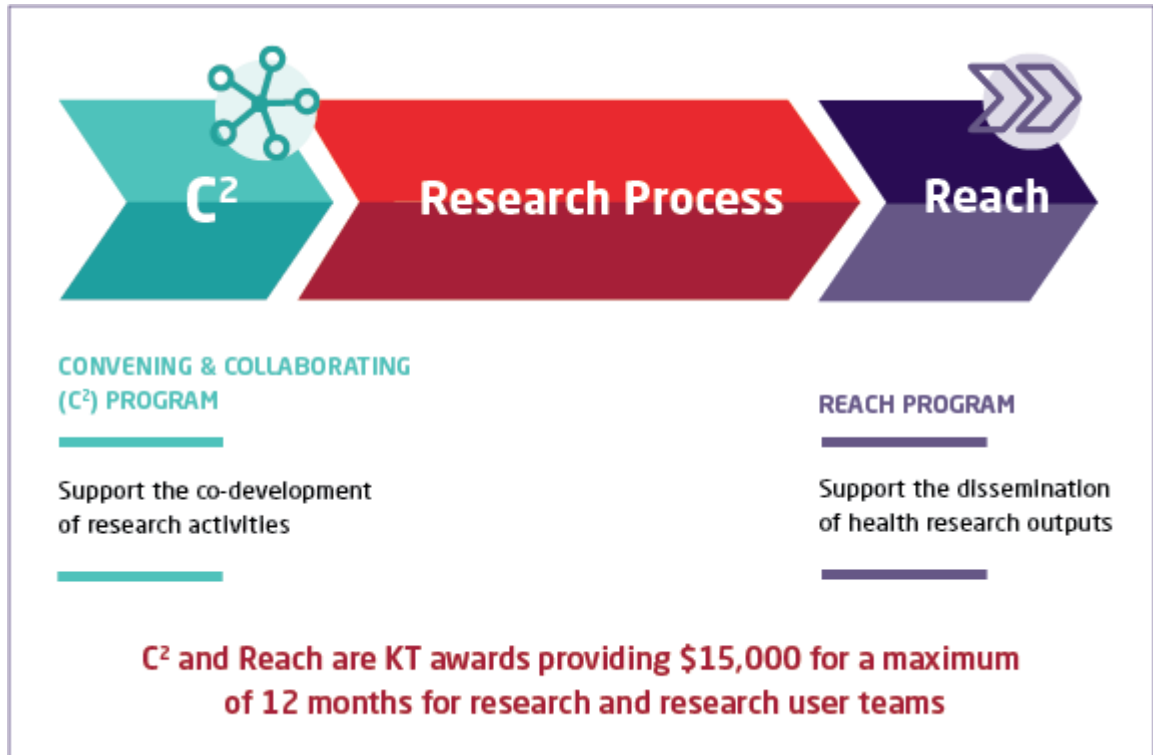 C²
Research Process
Reach
CONVENING & COLLABORATING
(C²) PROGRAM
Support the co-development
of research activities
REACH PROGRAM
Support the dissemination
of health research outputs
C² and Reach are KT awards providing $15,000 for a maximum
of 12 months for research and research user teams